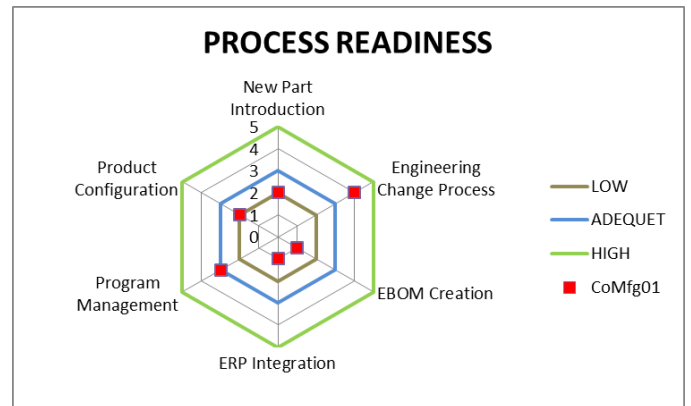 PROCESS READINESS
New Part
Introduction
5
4
3
2
1
0
Product
Configuration
Engineering
Change Process
Program
Management
EBOM Creation
ERP Integration
LOW
ADEQUET
HIGH
CoMfg01